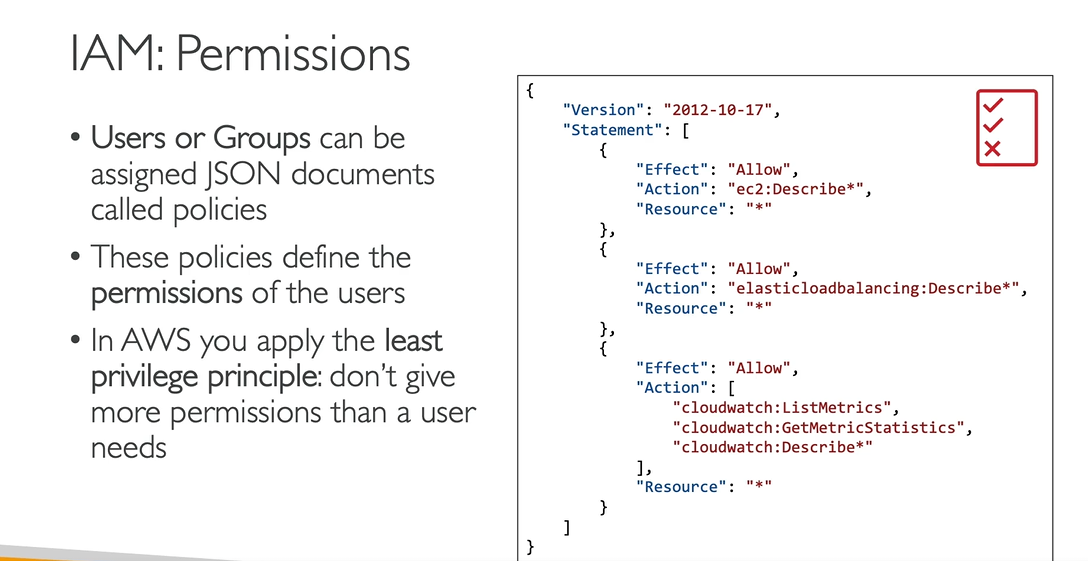 IAM: Permissions
• Users or Groups can be
assigned JSON documents
called policies
• These policies define the
permissions of the users
• In AWS you apply the least
privilege principle: don’t give
more permissions than a user
needs
{
    "Version": "2012-10-17",
    "Statement": [
        {
            "Effect": "Allow",
            "Action": "ec2:Describe*",
            "Resource": "*"
        },
        {
            "Effect": "Allow",
            "Action": "elasticloadbalancing:Describe*",
            "Resource": "*"
        },
        {
            "Effect": "Allow",
            "Action": [
                "cloudwatch:ListMetrics",
                "cloudwatch:GetMetricStatistics",
                "cloudwatch:Describe*"
            ],
            "Resource": "*"
        }
    ]
}